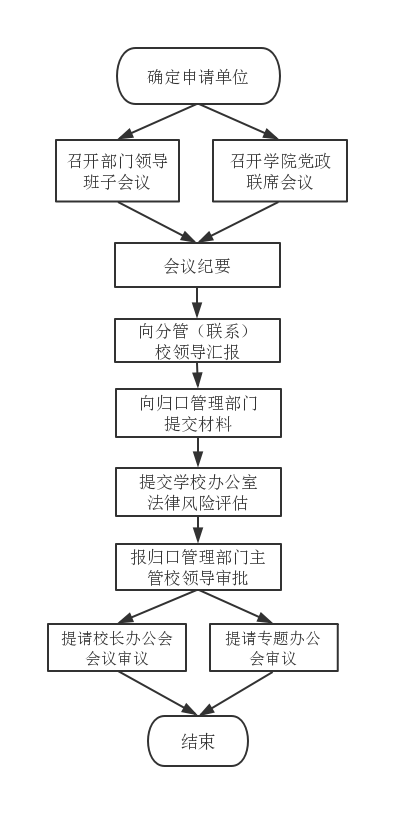 确定申请单位
召开部门领导
班子会议
召开学院党政
联席会议
会议纪要
向分管（联系）
校领导汇报
向归口管理部门
提交材料
提交学校办公室
法律风险评估
报归口管理部门主
管校领导审批
提请校长办公会
会议审议
提请专题办公
会审议
结束